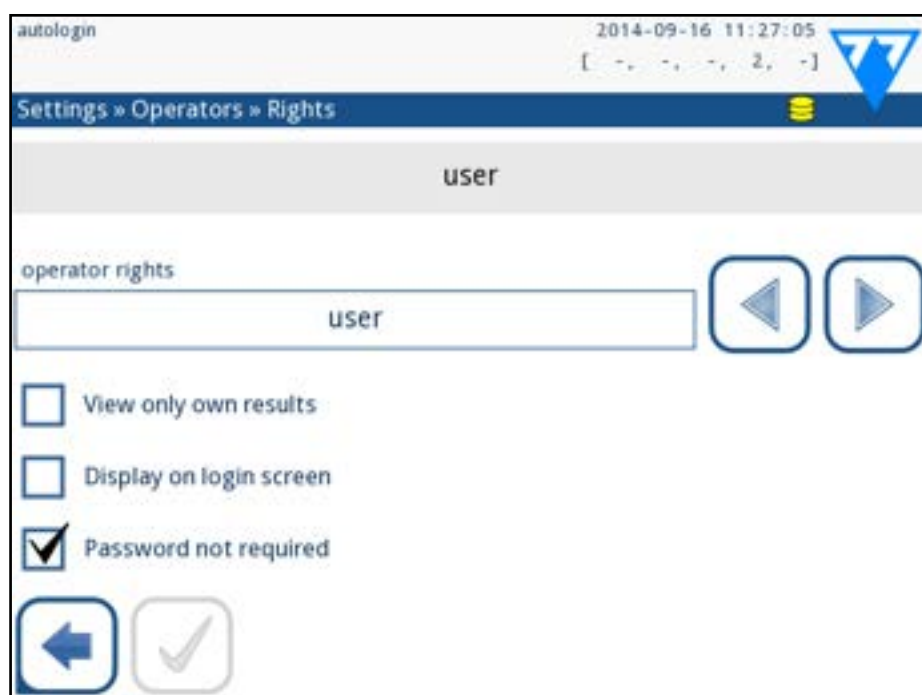 autologin
2014-09-16 11:27:05
[ -, -, -, 2, -]
Settings » Operators » Rights
user
operator rights
user
View only own results
Display on login screen
Password not required